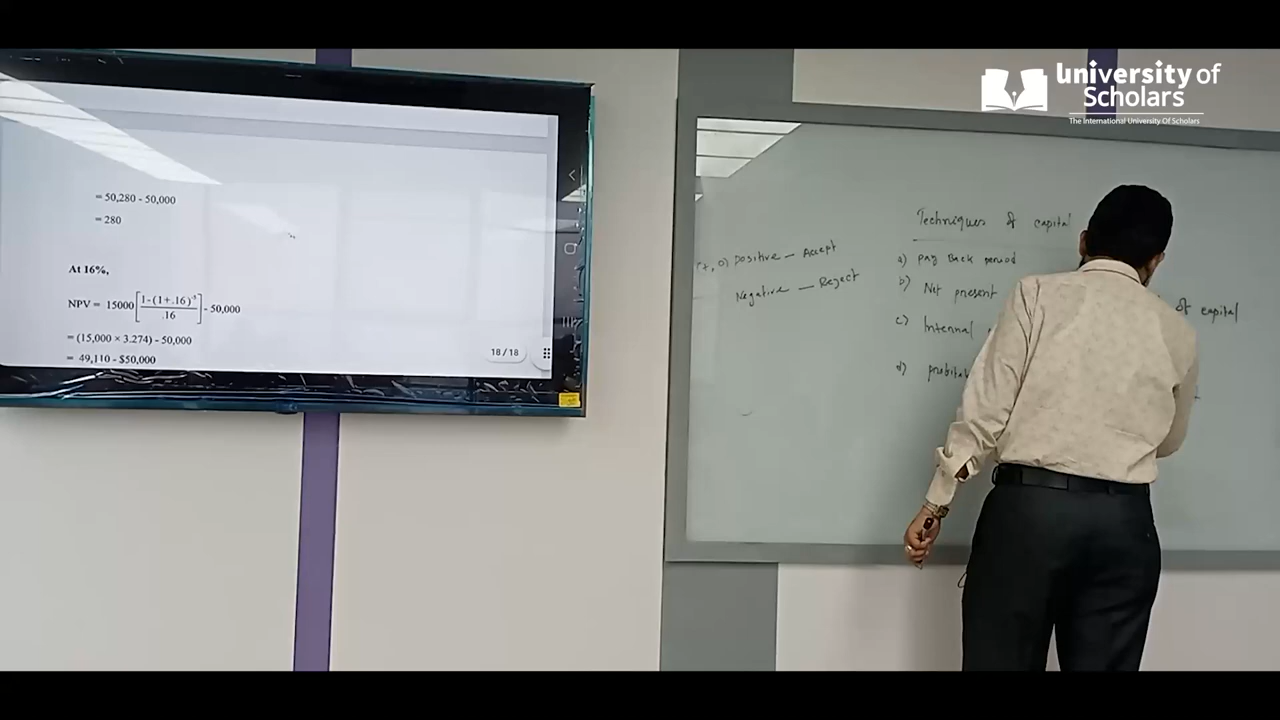 University of
Scholars
The International University Of Scholars
= 50,280 - 50,000
= 280
At 16%,
NPV = 15000 [ 1-(1+.16)⁻⁵ / .16 ] - 50,000
= (15,000 × 3.274) - 50,000
= 49,110 - $50,000
18 / 18
Techniques of capital
(+, 0) Positive — Accept
Negative — Reject
a) Pay Back period
b) Net present
of capital
c) Internal
d)